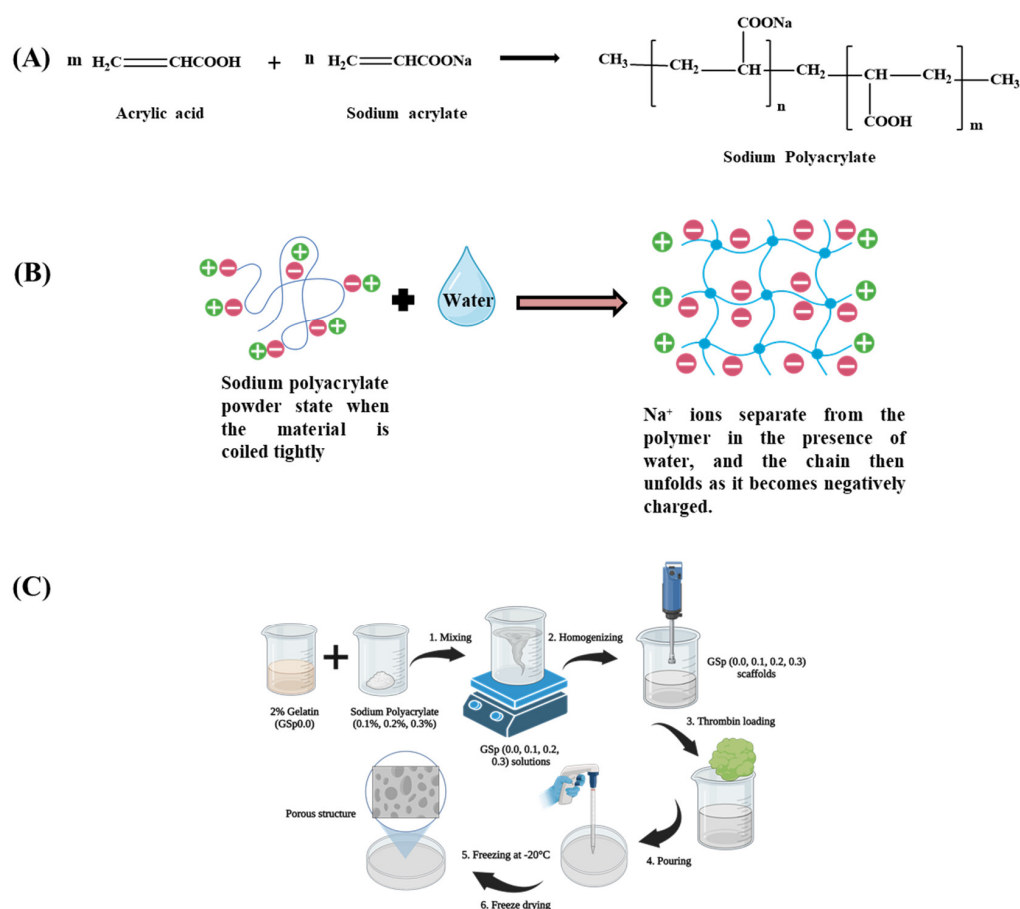 (A)
m H₂C CHCOOH + n H₂C CHCOONa
Acrylic acid
Sodium acrylate
COONa
CH₃ CH₂ CH n CH₂ CH CH₂ m CH₃
COOH
Sodium Polyacrylate
(B)
Water
Sodium polyacrylate
powder state when
the material is
coiled tightly
Na⁺ ions separate from the
polymer in the presence of
water, and the chain then
unfolds as it becomes negatively
charged.
(C)
2% Gelatin
(GSp0.0)
Sodium Polyacrylate
(0.1%, 0.2%, 0.3%)
1. Mixing
GSp (0.0, 0.1, 0.2,
0.3) solutions
2. Homogenizing
GSp (0.0, 0.1, 0.2, 0.3)
scaffolds
3. Thrombin loading
4. Pouring
5. Freezing at -20°C
6. Freeze drying
Porous structure